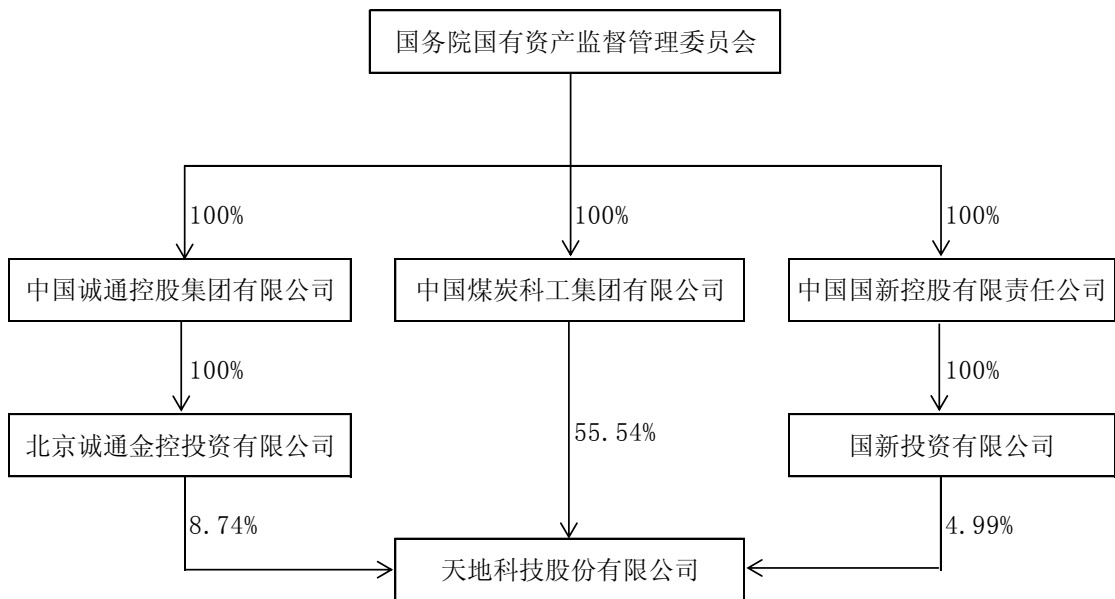 国务院国有资产监督管理委员会
100%
100%
100%
中国诚通控股集团有限公司
中国煤炭科工集团有限公司
中国国新控股有限责任公司
100%
100%
北京诚通金控投资有限公司
55.54%
国新投资有限公司
8.74%
4.99%
天地科技股份有限公司